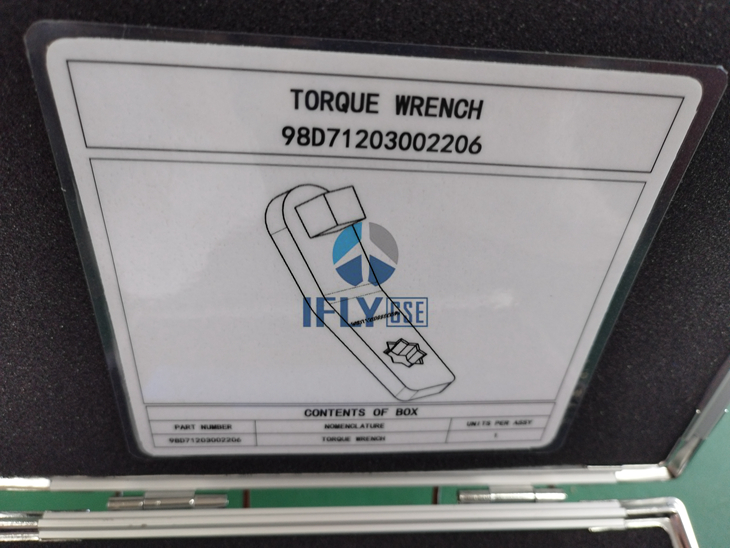 TORQUE WRENCH
98D71203002206
IFLY GSE
CONTENTS OF BOX
PART NUMBER NOMENCLATURE UNITS PER ASSY
98D71203002206 TORQUE WRENCH 1